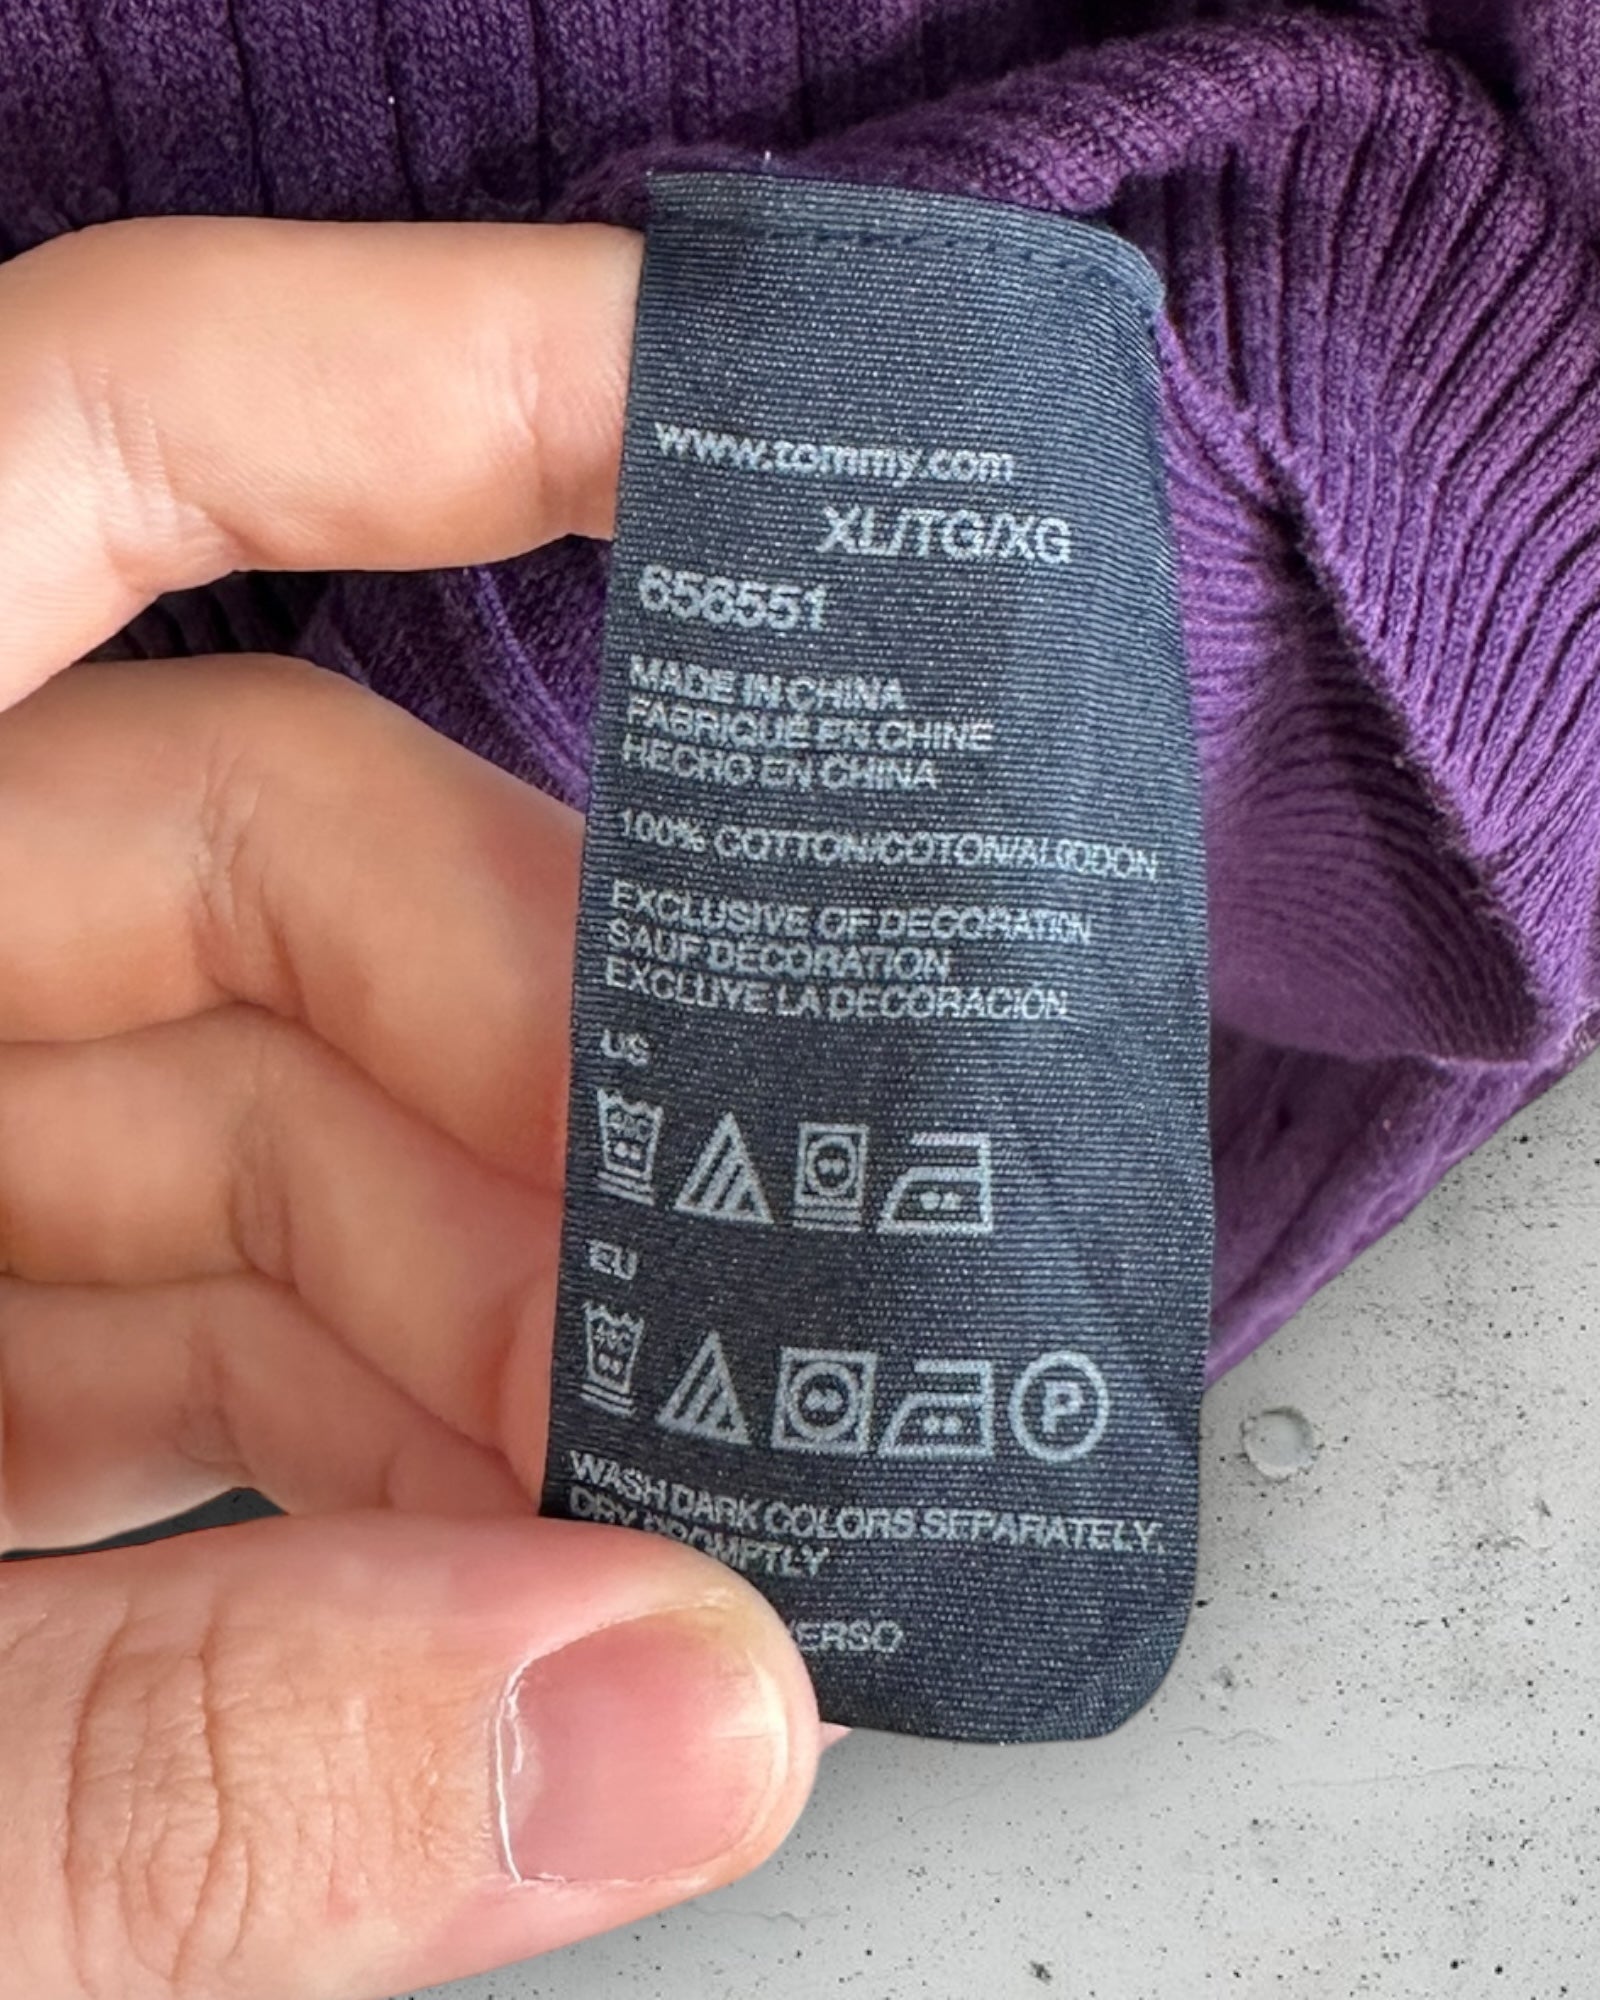 www.tommy.com
XL/TG/XG
656551
MADE IN CHINA
FABRIQUÉ EN CHINE
HECHO EN CHINA
100% COTTON/COTON/ALGODON
EXCLUSIVE OF DECORATION
SAUF DÉCORATION
EXCLUYE LA DECORACIÓN
US
EU
P
WASH DARK COLORS SEPARATELY.
DRY PROMPTLY